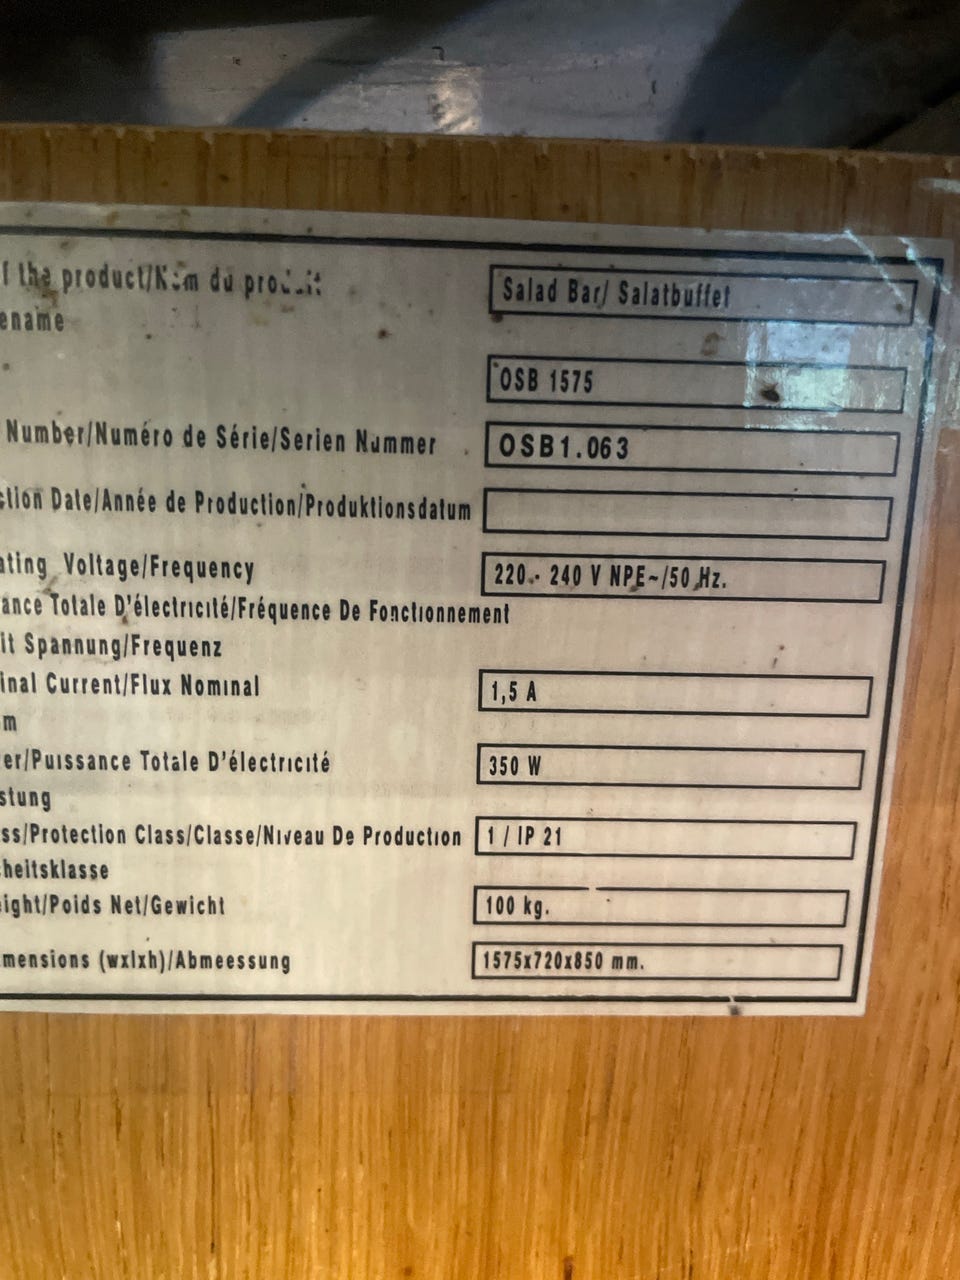 f the product/Nom du produit Salad Bar/ Salatbuffet
ename
OSB 1575
Number/Numéro de Série/Serien Nummer OSB1.063
ction Date/Année de Production/Produktionsdatum
ating Voltage/Frequency 220 - 240 V NPE~/50 Hz.
ance Totale D'électricité/Fréquence De Fonctionnement
it Spannung/Frequenz
inal Current/Flux Nominal 1,5 A
m
er/Puissance Totale D'électricité 350 W
stung
ss/Protection Class/Classe/Niveau De Production 1 / IP 21
heitsklasse
eight/Poids Net/Gewicht 100 kg.
mensions (wxlxh)/Abmeessung 1575x720x850 mm.